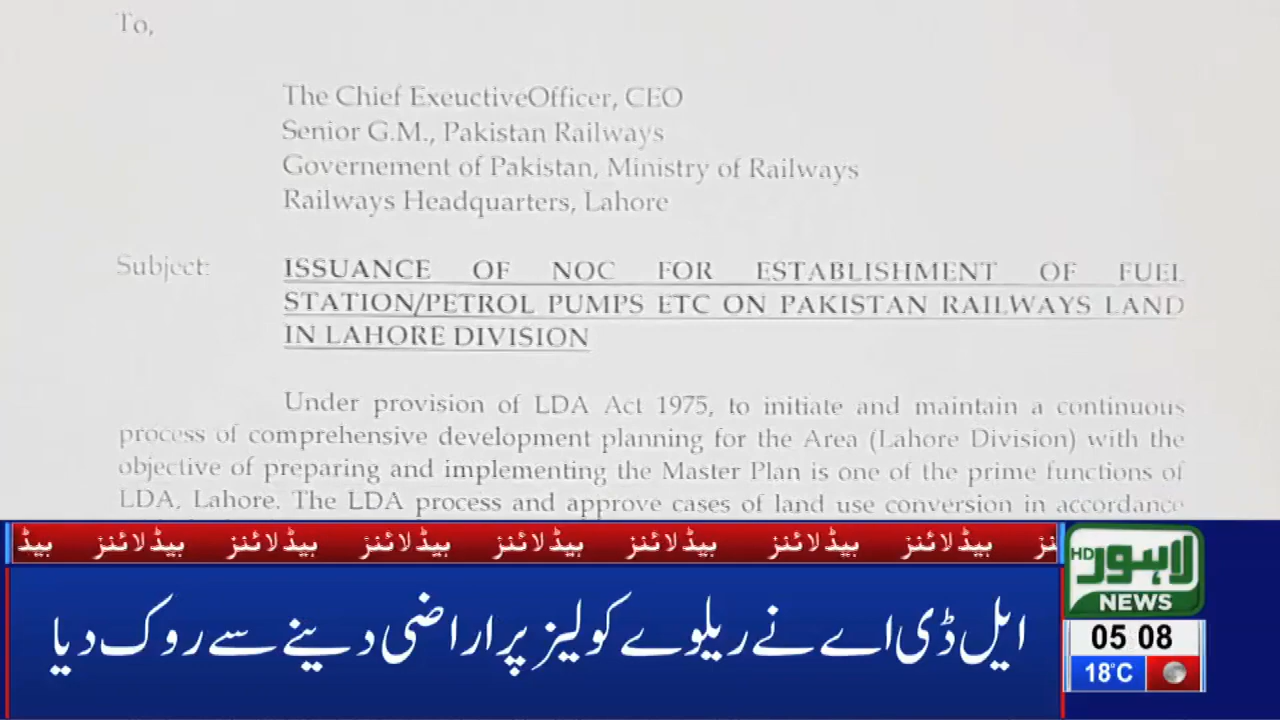 To,
The Chief ExeuctiveOfficer, CEO
Senior G.M., Pakistan Railways
Governement of Pakistan, Ministry of Railways
Railways Headquarters, Lahore
Subject: ISSUANCE OF NOC FOR ESTABLISHMENT OF FUEL
STATION/PETROL PUMPS ETC ON PAKISTAN RAILWAYS LAND
IN LAHORE DIVISION
Under provision of LDA Act 1975, to initiate and maintain a continuous
process of comprehensive development planning for the Area (Lahore Division) with the
objective of preparing and implementing the Master Plan is one of the prime functions of
LDA, Lahore. The LDA process and approve cases of land use conversion in accordance
ہیڈلائنز ہیڈلائنز ہیڈلائنز ہیڈلائنز ہیڈلائنز ہیڈلائنز ہیڈ
لاہور HD
NEWS
ایل ڈی اے نے ریلوے کو لیز پر اراضی دینے سے روک دیا
05 08
18°C